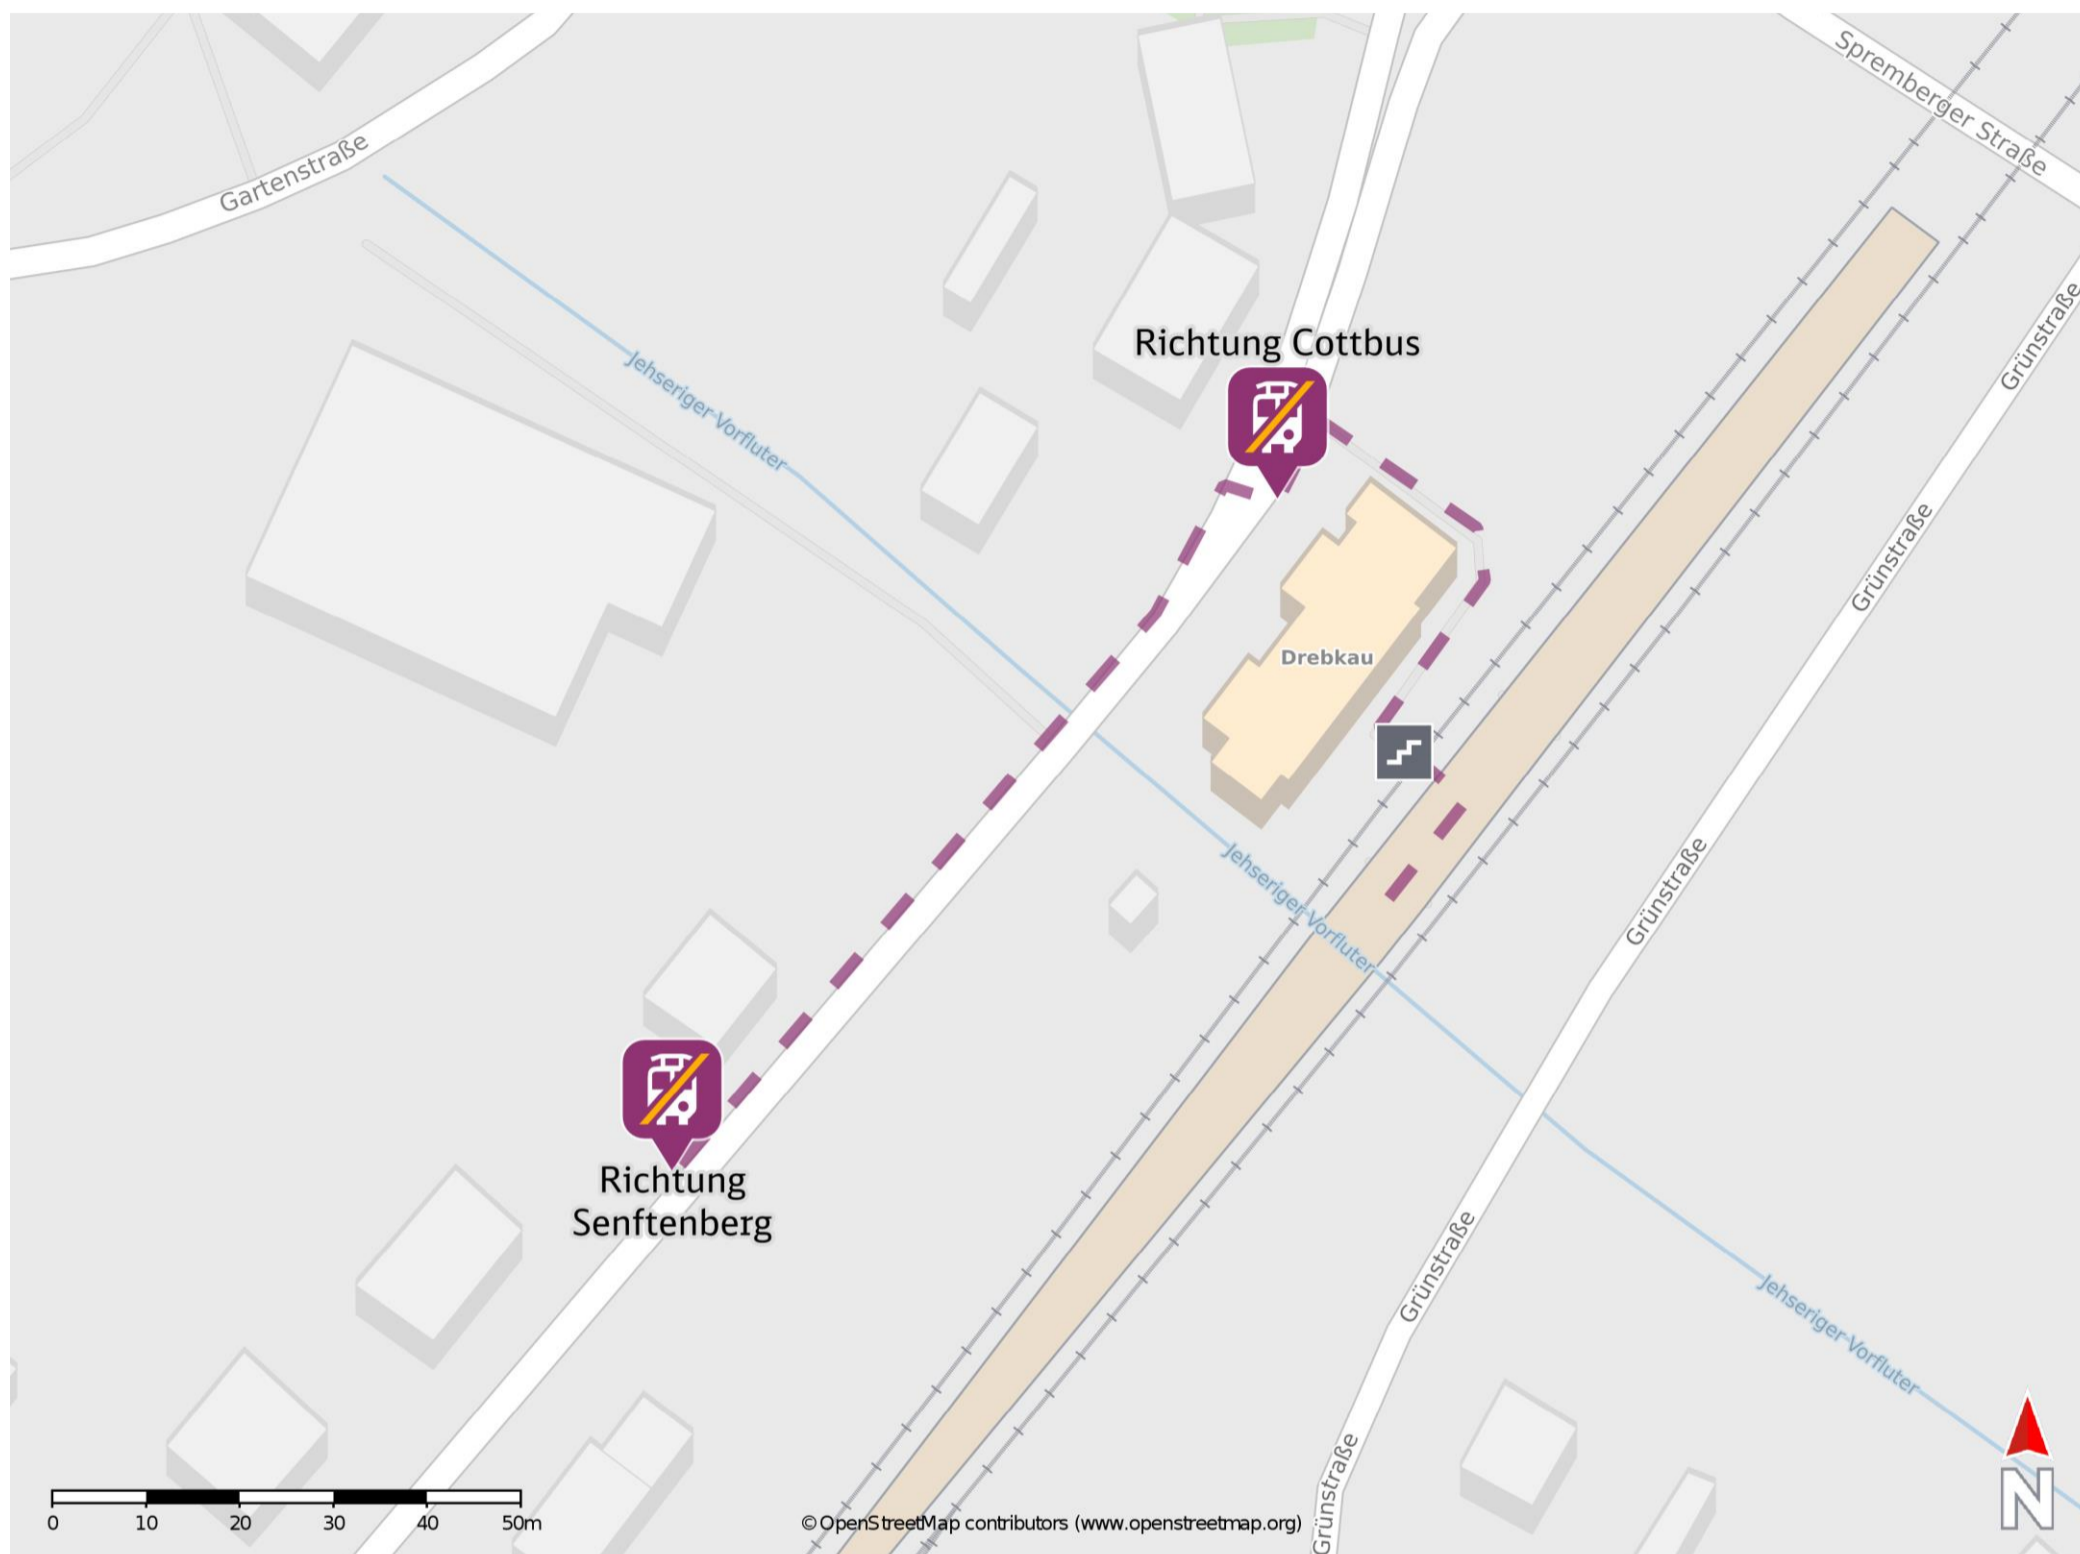 Spremberger Straße
Gartenstraße
Grünstraße
Richtung Cottbus
Jehseriger-Vorfluter
Grünstraße
Drebkau
Jehseriger-Vorfluter
Grünstraße
Richtung
Senftenberg
Grünstraße
Jehseriger-Vorfluter
Grünstraße
N
0 10 20 30 40 50m
©OpenStreetMap contributors (www.openstreetmap.org)